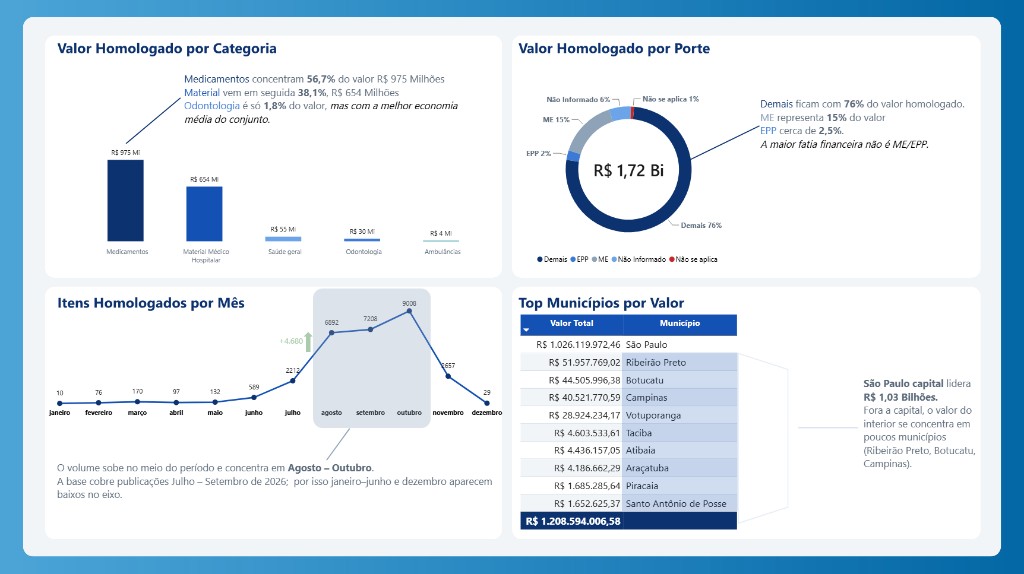 Valor Homologado por Categoria
Medicamentos concentram 56,7% do valor R$ 975 Milhões
Material vem em seguida 38,1%, R$ 654 Milhões
Odontologia é só 1,8% do valor, mas com a melhor economia
média do conjunto.
R$ 975 Mi
R$ 654 Mi
R$ 55 Mi
R$ 30 Mi
R$ 4 Mi
Medicamentos
Material Médico
Hospitalar
Saúde geral
Odontologia
Ambulâncias
Valor Homologado por Porte
Não Informado 6%
Não se aplica 1%
ME 15%
EPP 2%
R$ 1,72 Bi
Demais 76%
Demais EPP ME Não Informado Não se aplica
Demais ficam com 76% do valor homologado.
ME representa 15% do valor
EPP cerca de 2,5%.
A maior fatia financeira não é ME/EPP.
Itens Homologados por Mês
10
76
170
97
132
589
2212
6892
7208
9008
2657
29
+4.680
janeiro fevereiro março abril maio junho julho agosto setembro outubro novembro dezembro
O volume sobe no meio do período e concentra em Agosto – Outubro.
A base cobre publicações Julho – Setembro de 2026; por isso janeiro–junho e dezembro aparecem
baixos no eixo.
Top Municípios por Valor
Valor Total Município
R$ 1.026.119.972,46 São Paulo
R$ 51.957.769,02 Ribeirão Preto
R$ 44.505.996,38 Botucatu
R$ 40.521.770,59 Campinas
R$ 28.924.234,17 Votuporanga
R$ 4.603.533,61 Taciba
R$ 4.436.157,05 Atibaia
R$ 4.186.662,29 Araçatuba
R$ 1.685.285,64 Piracaia
R$ 1.652.625,37 Santo Antônio de Posse
R$ 1.208.594.006,58
São Paulo capital lidera
R$ 1,03 Bilhões.
Fora a capital, o valor do
interior se concentra em
poucos municípios
(Ribeirão Preto, Botucatu,
Campinas).